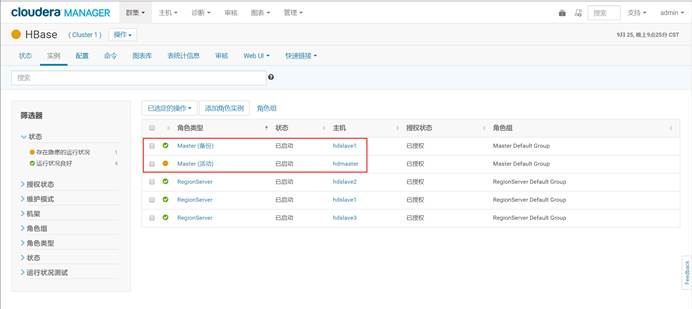 cloudera MANAGER 群集 主机 诊断 审核 图表 管理 搜索 支持 admin
HBase (Cluster 1) 操作 9月 25, 晚上9点25分 CST
状态 实例 配置 命令 图表库 表统计信息 审核 Web UI 快速链接
搜索
筛选器
状态
存在隐患的运行状况 1
运行状况良好 4
授权状态
维护模式
机架
角色组
角色类型
状态
运行状况测试
已选定的操作 添加角色实例 角色组
角色类型 状态 主机 授权状态 角色组
Master (备份) 已启动 hdslave1 已授权 Master Default Group
Master (活动) 已启动 hdmaster 已授权 Master Default Group
RegionServer 已启动 hdslave2 已授权 RegionServer Default Group
RegionServer 已启动 hdslave1 已授权 RegionServer Default Group
RegionServer 已启动 hdslave3 已授权 RegionServer Default Group
Feedback